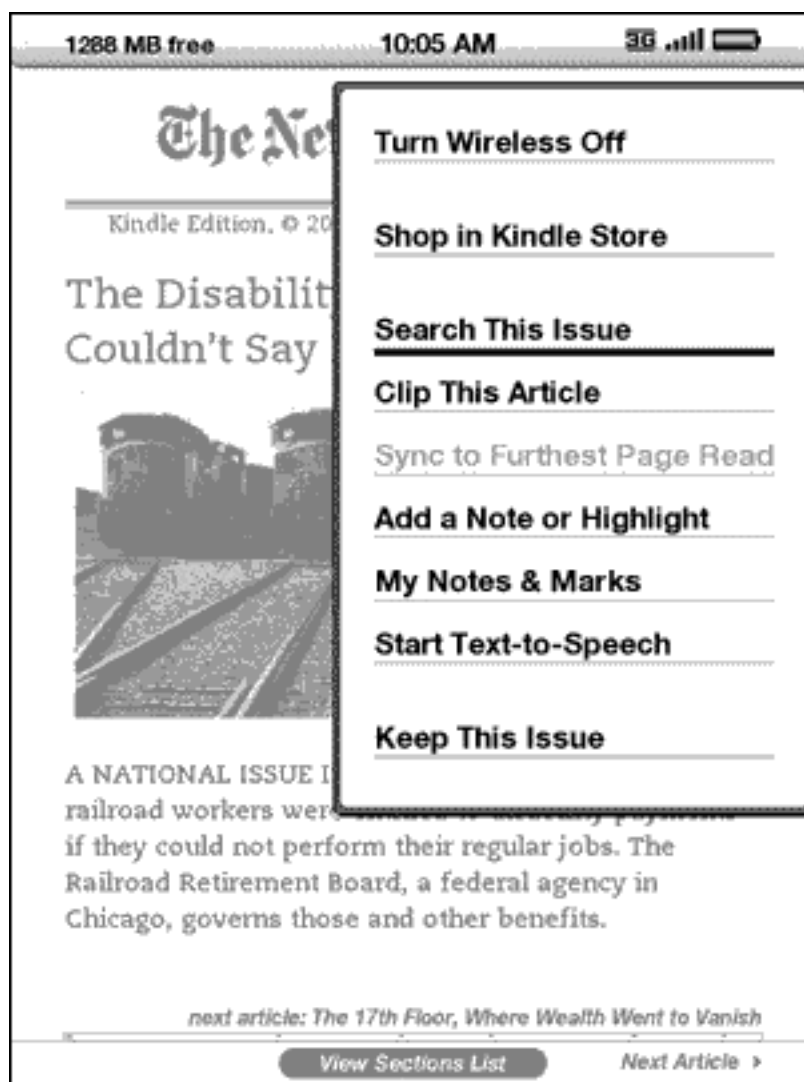 1288 MB free 10:05 AM 3G
The Ne
Turn Wireless Off
Kindle Edition, © 20
Shop in Kindle Store
The Disabilit
Couldn't Say
Search This Issue
Clip This Article
Sync to Furthest Page Read
Add a Note or Highlight
My Notes & Marks
Start Text-to-Speech
Keep This Issue
A NATIONAL ISSUE I
railroad workers wer
if they could not perform their regular jobs. The
Railroad Retirement Board, a federal agency in
Chicago, governs those and other benefits.
next article: The 17th Floor, Where Wealth Went to Vanish
View Sections List Next Article ›